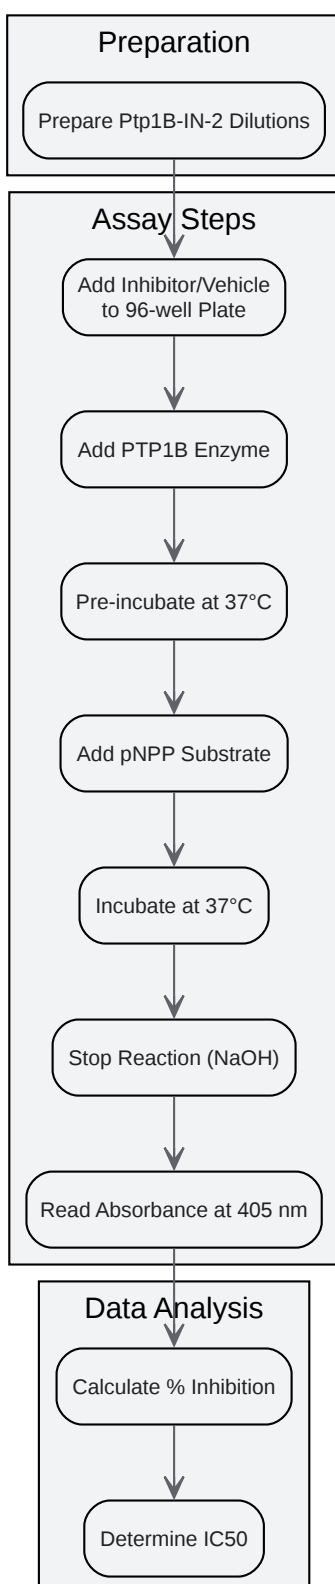 Preparation
Prepare Ptp1B-IN-2 Dilutions
Assay Steps
Add Inhibitor/Vehicle
to 96-well Plate
Add PTP1B Enzyme
Pre-incubate at 37°C
Add pNPP Substrate
Incubate at 37°C
Stop Reaction (NaOH)
Read Absorbance at 405 nm
Data Analysis
Calculate % Inhibition
Determine IC50